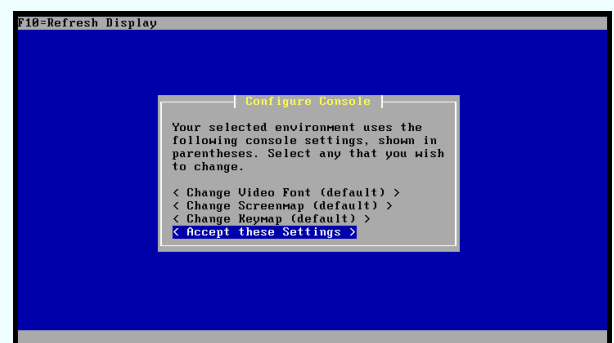 F10=Refresh Display
Configure Console
Your selected environment uses the
following console settings, shown in
parentheses. Select any that you wish
to change.
< Change Video Font (default) >
< Change Screenmap (default) >
< Change Keymap (default) >
< Accept these Settings >